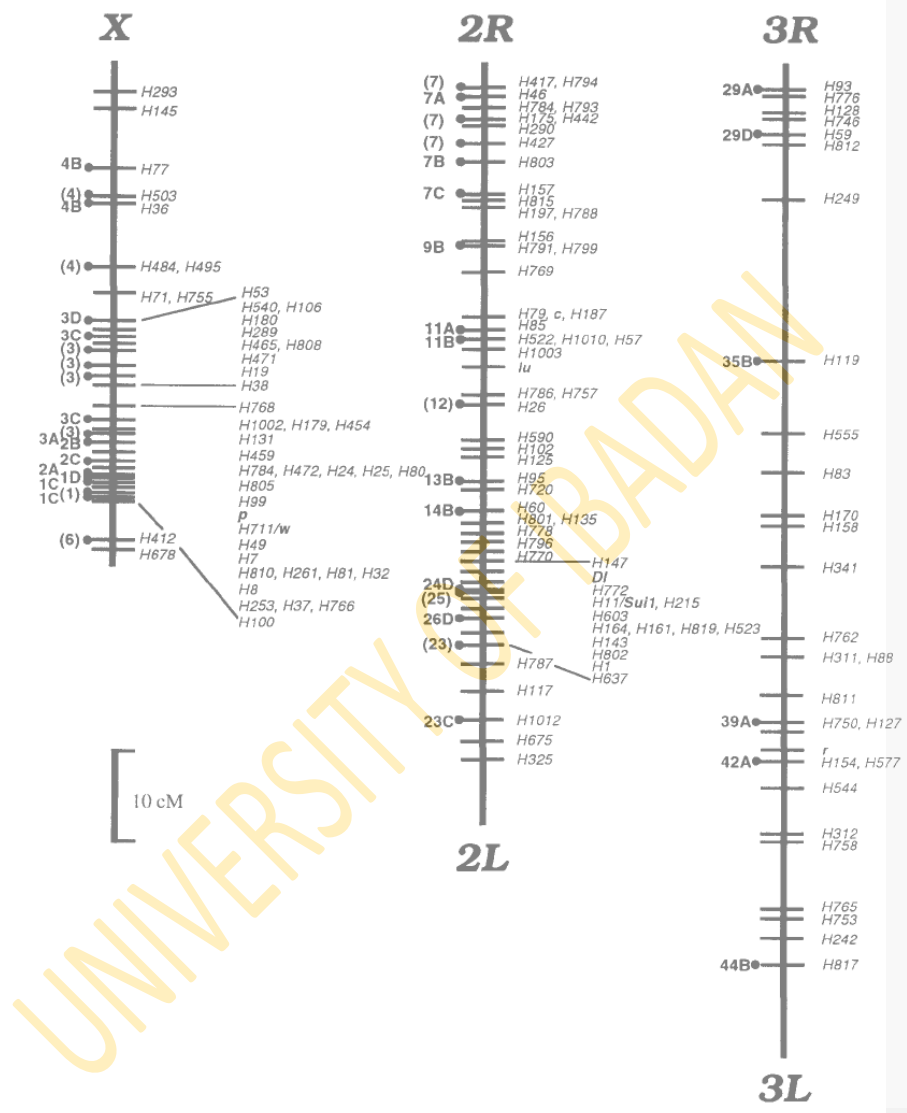 X
H293
H145
4B
H77
(4)
H503
4B
H36
(4)
H484, H495
H71, H755
3D
3C
(3)
(3)
(3)
3C
(3)
3A
2B
2C
2A
1D
1C
(1)
1C
(6)
H412
H678
H53
H540, H106
H180
H289
H465, H808
H471
H19
H38
H768
H1002, H179, H454
H131
H459
H784, H472, H24, H25, H80
H805
H99
p
H711/w
H49
H7
H810, H261, H81, H32
H8
H253, H37, H766
H100
10 cM
2R
(7)
H417, H794
7A
H46
H784, H793
(7)
H175, H442
H290
(7)
H427
7B
H803
7C
H157
H815
H197, H788
H156
9B
H791, H799
H769
H79, c, H187
11A
H85
11B
H522, H1010, H57
H1003
lu
H786, H757
(12)
H26
H590
H102
H125
13B
H95
H720
14B
H60
H801, H135
H778
H796
H770
24D
(25)
26D
(23)
H787
H117
23C
H1012
H675
H325
H147
Dl
H772
H11/Sui1, H215
H603
H164, H161, H819, H523
H143
H802
H1
H637
2L
3R
29A
H93
H776
H128
H746
29D
H59
H812
H249
35B
H119
H555
H83
H170
H158
H341
H762
H311, H88
H811
39A
H750, H127
r
42A
H154, H577
H544
H312
H758
H765
H753
H242
44B
H817
3L
UNIVERSITY OF IBADAN